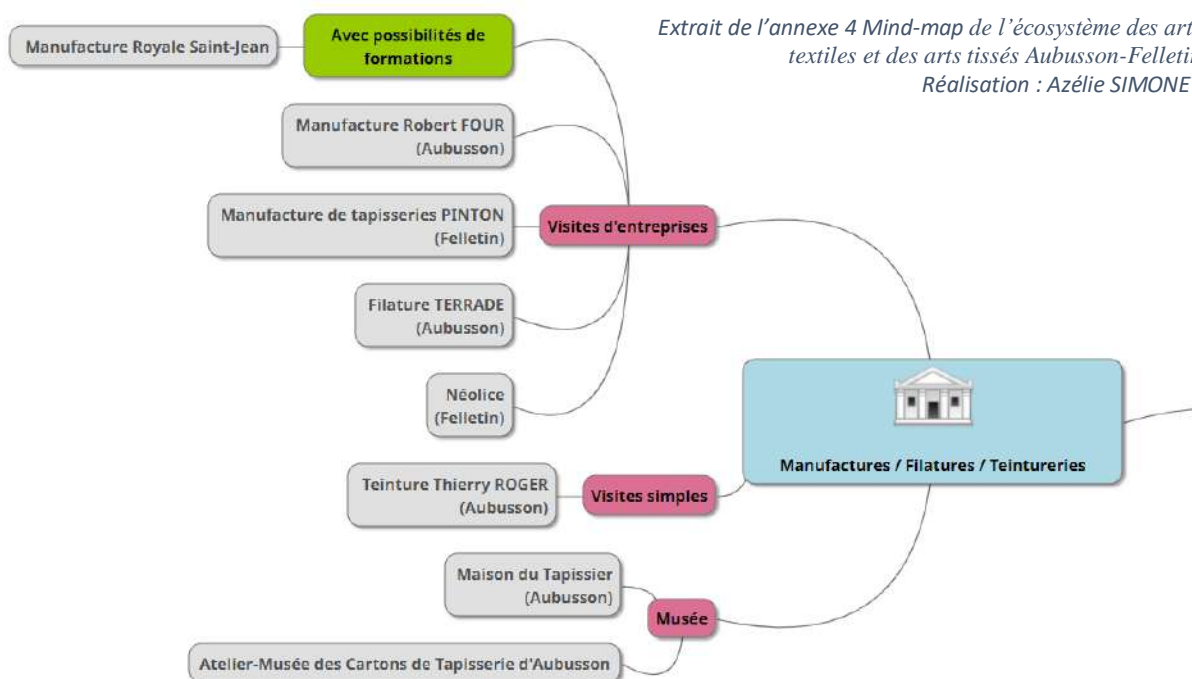 Extrait de l'annexe 4 Mind-map de l'écosystème des art
textiles et des arts tissés Aubusson-Felletin
Réalisation : Azélie SIMONE
Avec possibilités de
formations
Manufacture Royale Saint-Jean
Manufacture Robert FOUR
(Aubusson)
Manufacture de tapisseries PINTON
(Felletin)
Visites d'entreprises
Filature TERRADE
(Aubusson)
Néolice
(Felletin)
Manufactures / Filatures / Teintureries
Teinture Thierry ROGER
(Aubusson)
Visites simples
Maison du Tapissier
(Aubusson)
Musée
Atelier-Musée des Cartons de Tapisserie d'Aubusson